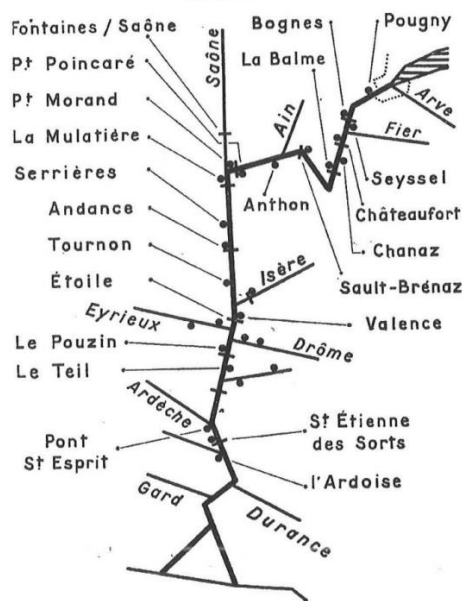 Fontaines / Saône
Saône
Bognes
Pougny
La Balme
Pt Poincaré
Pt Morand
Ain
Arve
La Mulatière
Fier
Serrières
Anthon
Seyssel
Andance
Châteaufort
Tournon
Chanaz
Isère
Étoile
Sault-Brénaz
Eyrieux
Valence
Le Pouzin
Drôme
Le Teil
Ardèche
St Étienne
des Sorts
Pont
St Esprit
l'Ardoise
Gard
Durance